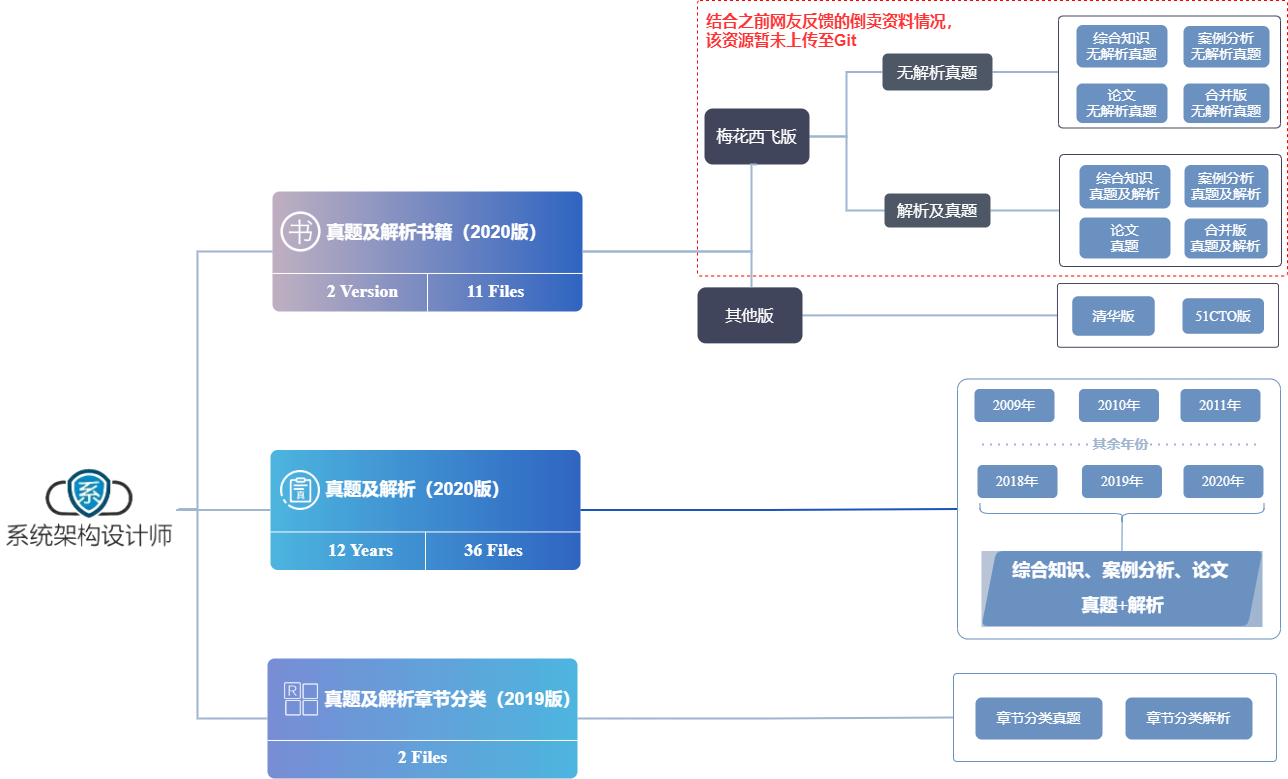 结合之前网友反馈的倒卖资料情况,
该资源暂未上传至Git
综合知识
无解析真题
案例分析
无解析真题
论文
无解析真题
合并版
无解析真题
无解析真题
梅花西飞版
解析及真题
综合知识
真题及解析
案例分析
真题及解析
论文
真题
合并版
真题及解析
书
真题及解析书籍（2020版）
2 Version
11 Files
其他版
清华版
51CTO版
2009年
2010年
2011年
其余年份
2018年
2019年
2020年
综合知识、案例分析、论文
真题+解析
系
系统架构设计师
真
真题及解析（2020版）
12 Years
36 Files
R
真题及解析章节分类（2019版）
2 Files
章节分类真题
章节分类解析